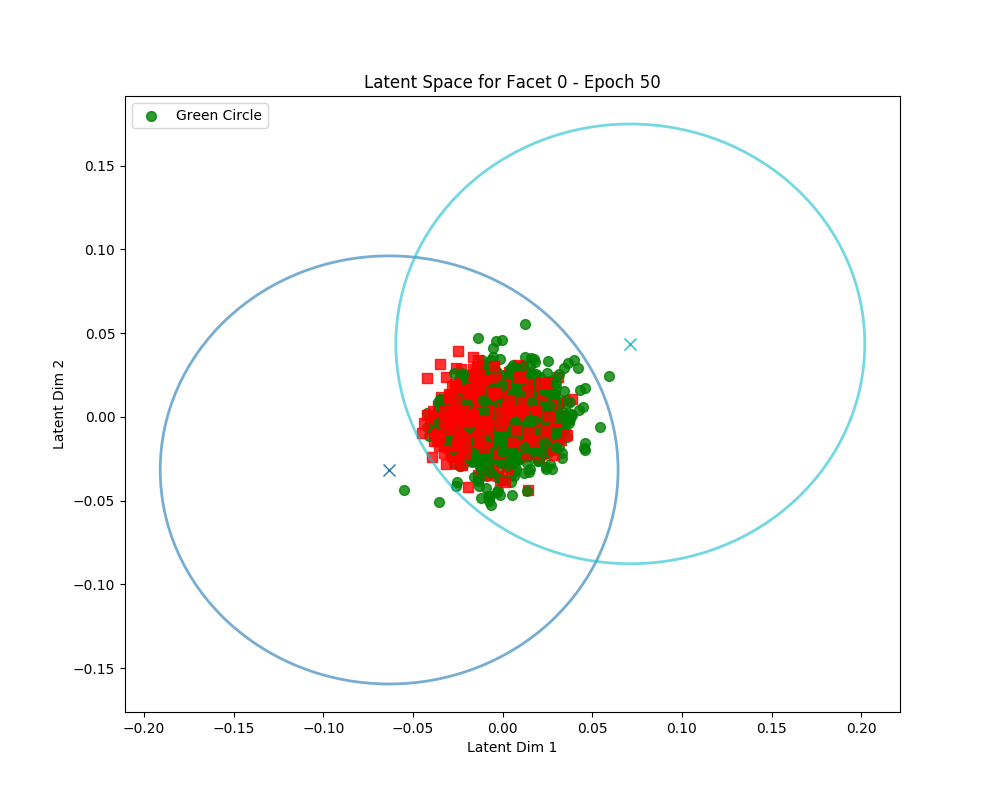 Latent Space for Facet 0 - Epoch 50
Green Circle
0.15
0.10
0.05
0.00
−0.05
−0.10
−0.15
Latent Dim 2
−0.20 −0.15 −0.10 −0.05 0.00 0.05 0.10 0.15 0.20
Latent Dim 1